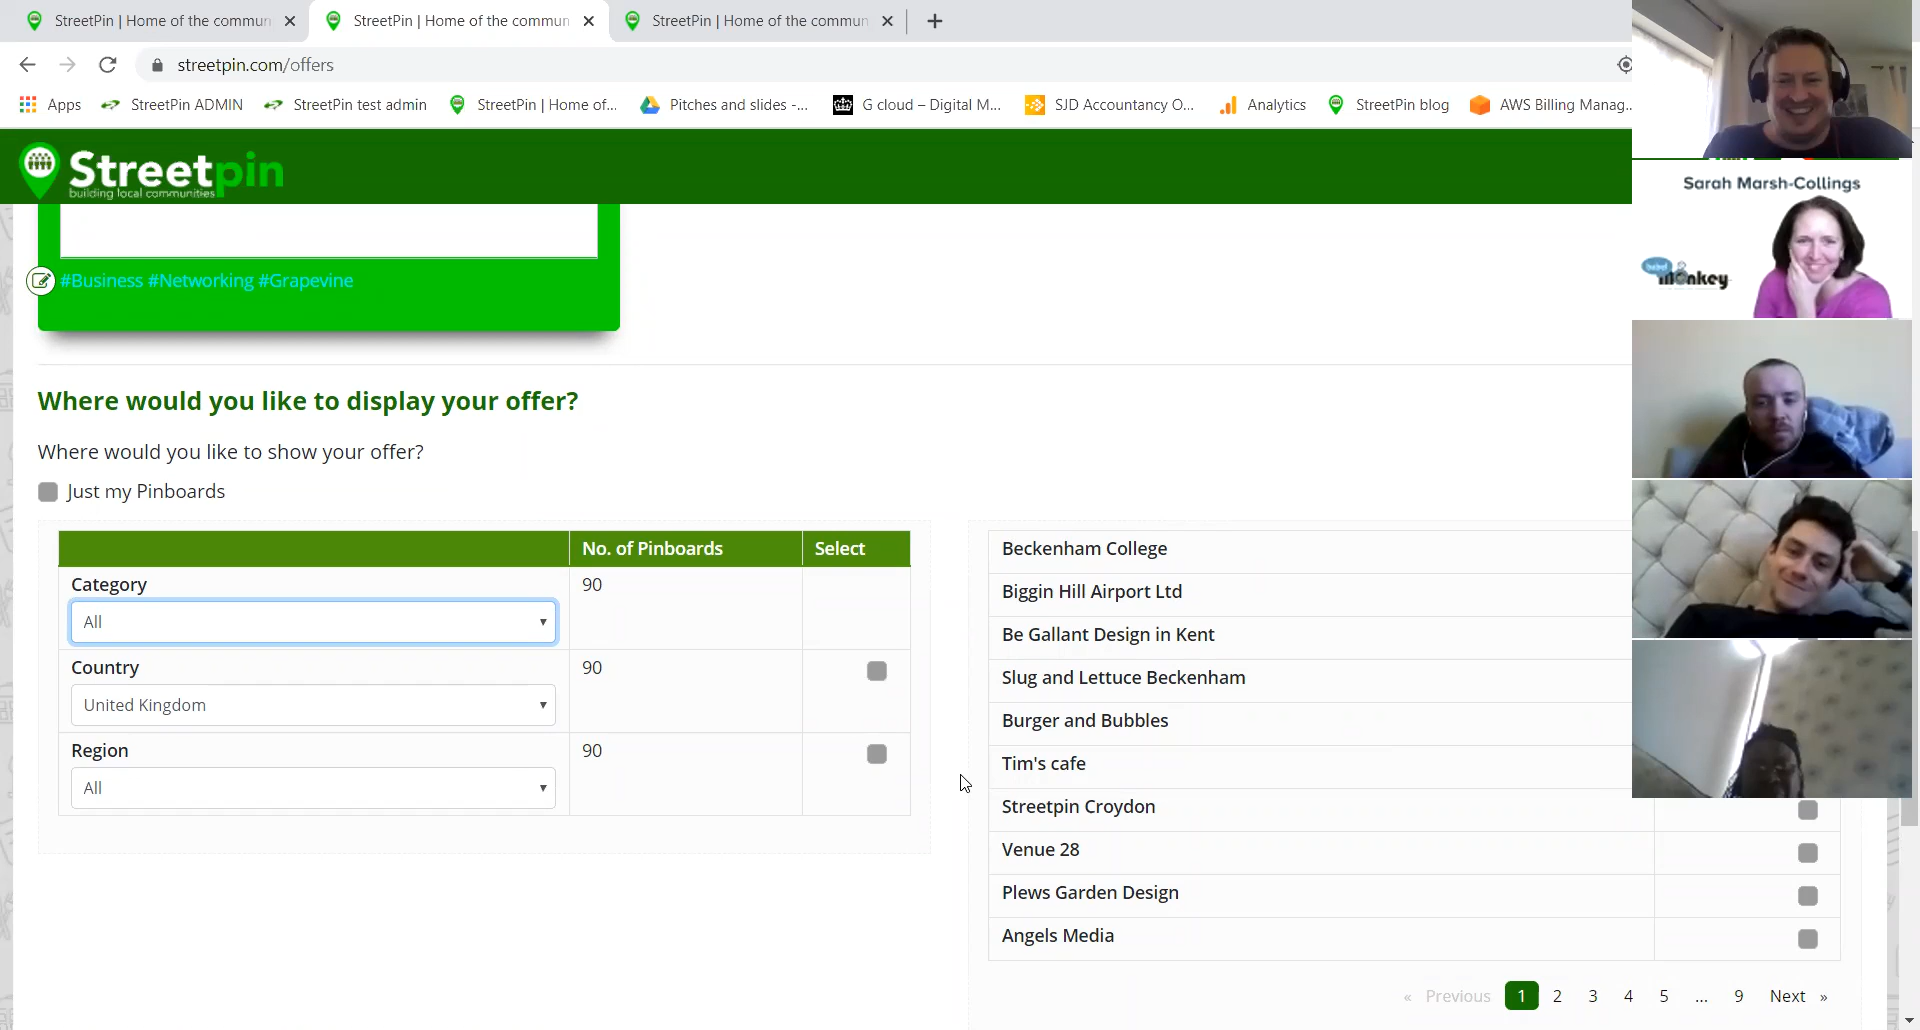 StreetPin | Home of the commun
StreetPin | Home of the commun
StreetPin | Home of the commun
streetpin.com/offers
Apps
StreetPin ADMIN
StreetPin test admin
StreetPin | Home of...
Pitches and slides -...
G cloud – Digital M...
SJD Accountancy O...
Analytics
StreetPin blog
AWS Billing Manag...
Streetpin
building local communities
Sarah Marsh-Collings
babel
monkey
#Business #Networking #Grapevine
Where would you like to display your offer?
Where would you like to show your offer?
Just my Pinboards
No. of Pinboards
Select
Category
90
All
Country
90
United Kingdom
Region
90
All
Beckenham College
Biggin Hill Airport Ltd
Be Gallant Design in Kent
Slug and Lettuce Beckenham
Burger and Bubbles
Tim's cafe
Streetpin Croydon
Venue 28
Plews Garden Design
Angels Media
« Previous 1 2 3 4 5 ... 9 Next »